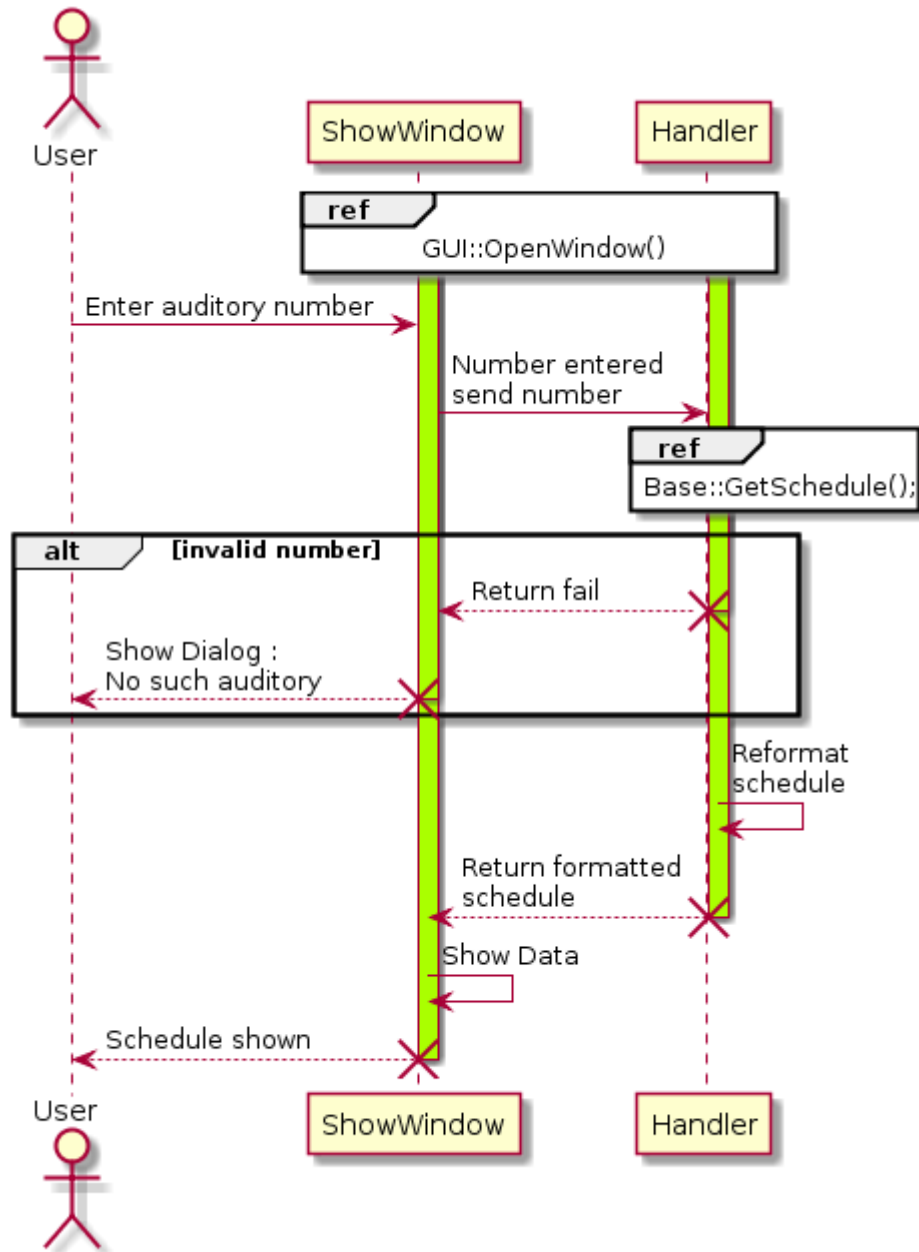 User
ShowWindow
Handler
ref
GUI::OpenWindow()
Enter auditory number
Number entered
send number
ref
Base::GetSchedule();
alt
[invalid number]
Return fail
Show Dialog :
No such auditory
Reformat
schedule
Return formatted
schedule
Show Data
Schedule shown
User
ShowWindow
Handler